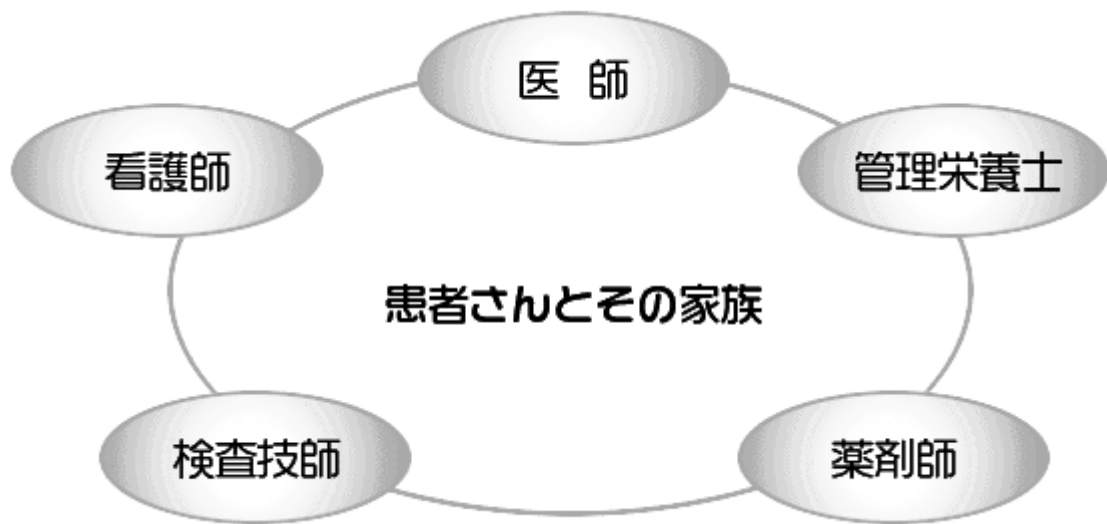 医 師
看護師
管理栄養士
患者さんとその家族
検査技師
薬剤師